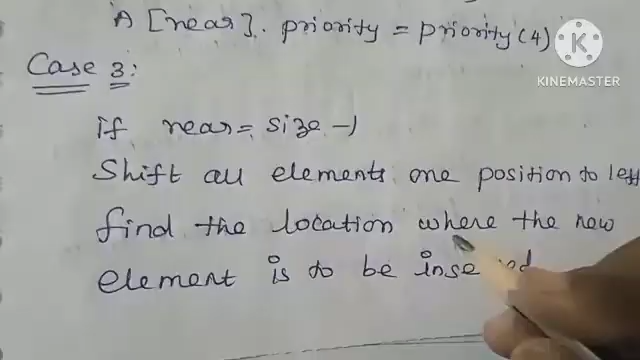 A [rear]. priority = priority(4)
KINEMASTER
Case 3:
if rear = size -1
Shift all elements one position to left
find the location where the new
element is to be